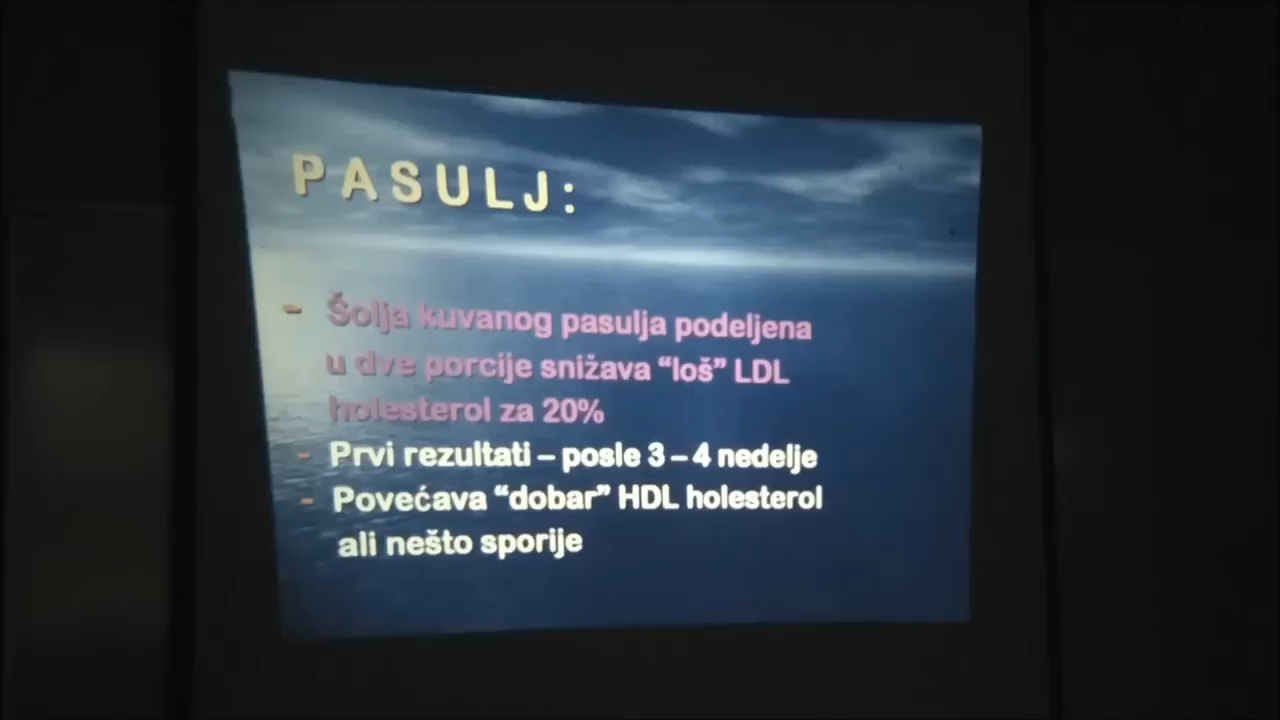 PASULJ:
- Šolja kuvanog pasulja podeljena
u dve porcije snižava “loš” LDL
holesterol za 20%
- Prvi rezultati – posle 3 – 4 nedelje
- Povećava “dobar” HDL holesterol
ali nešto sporije